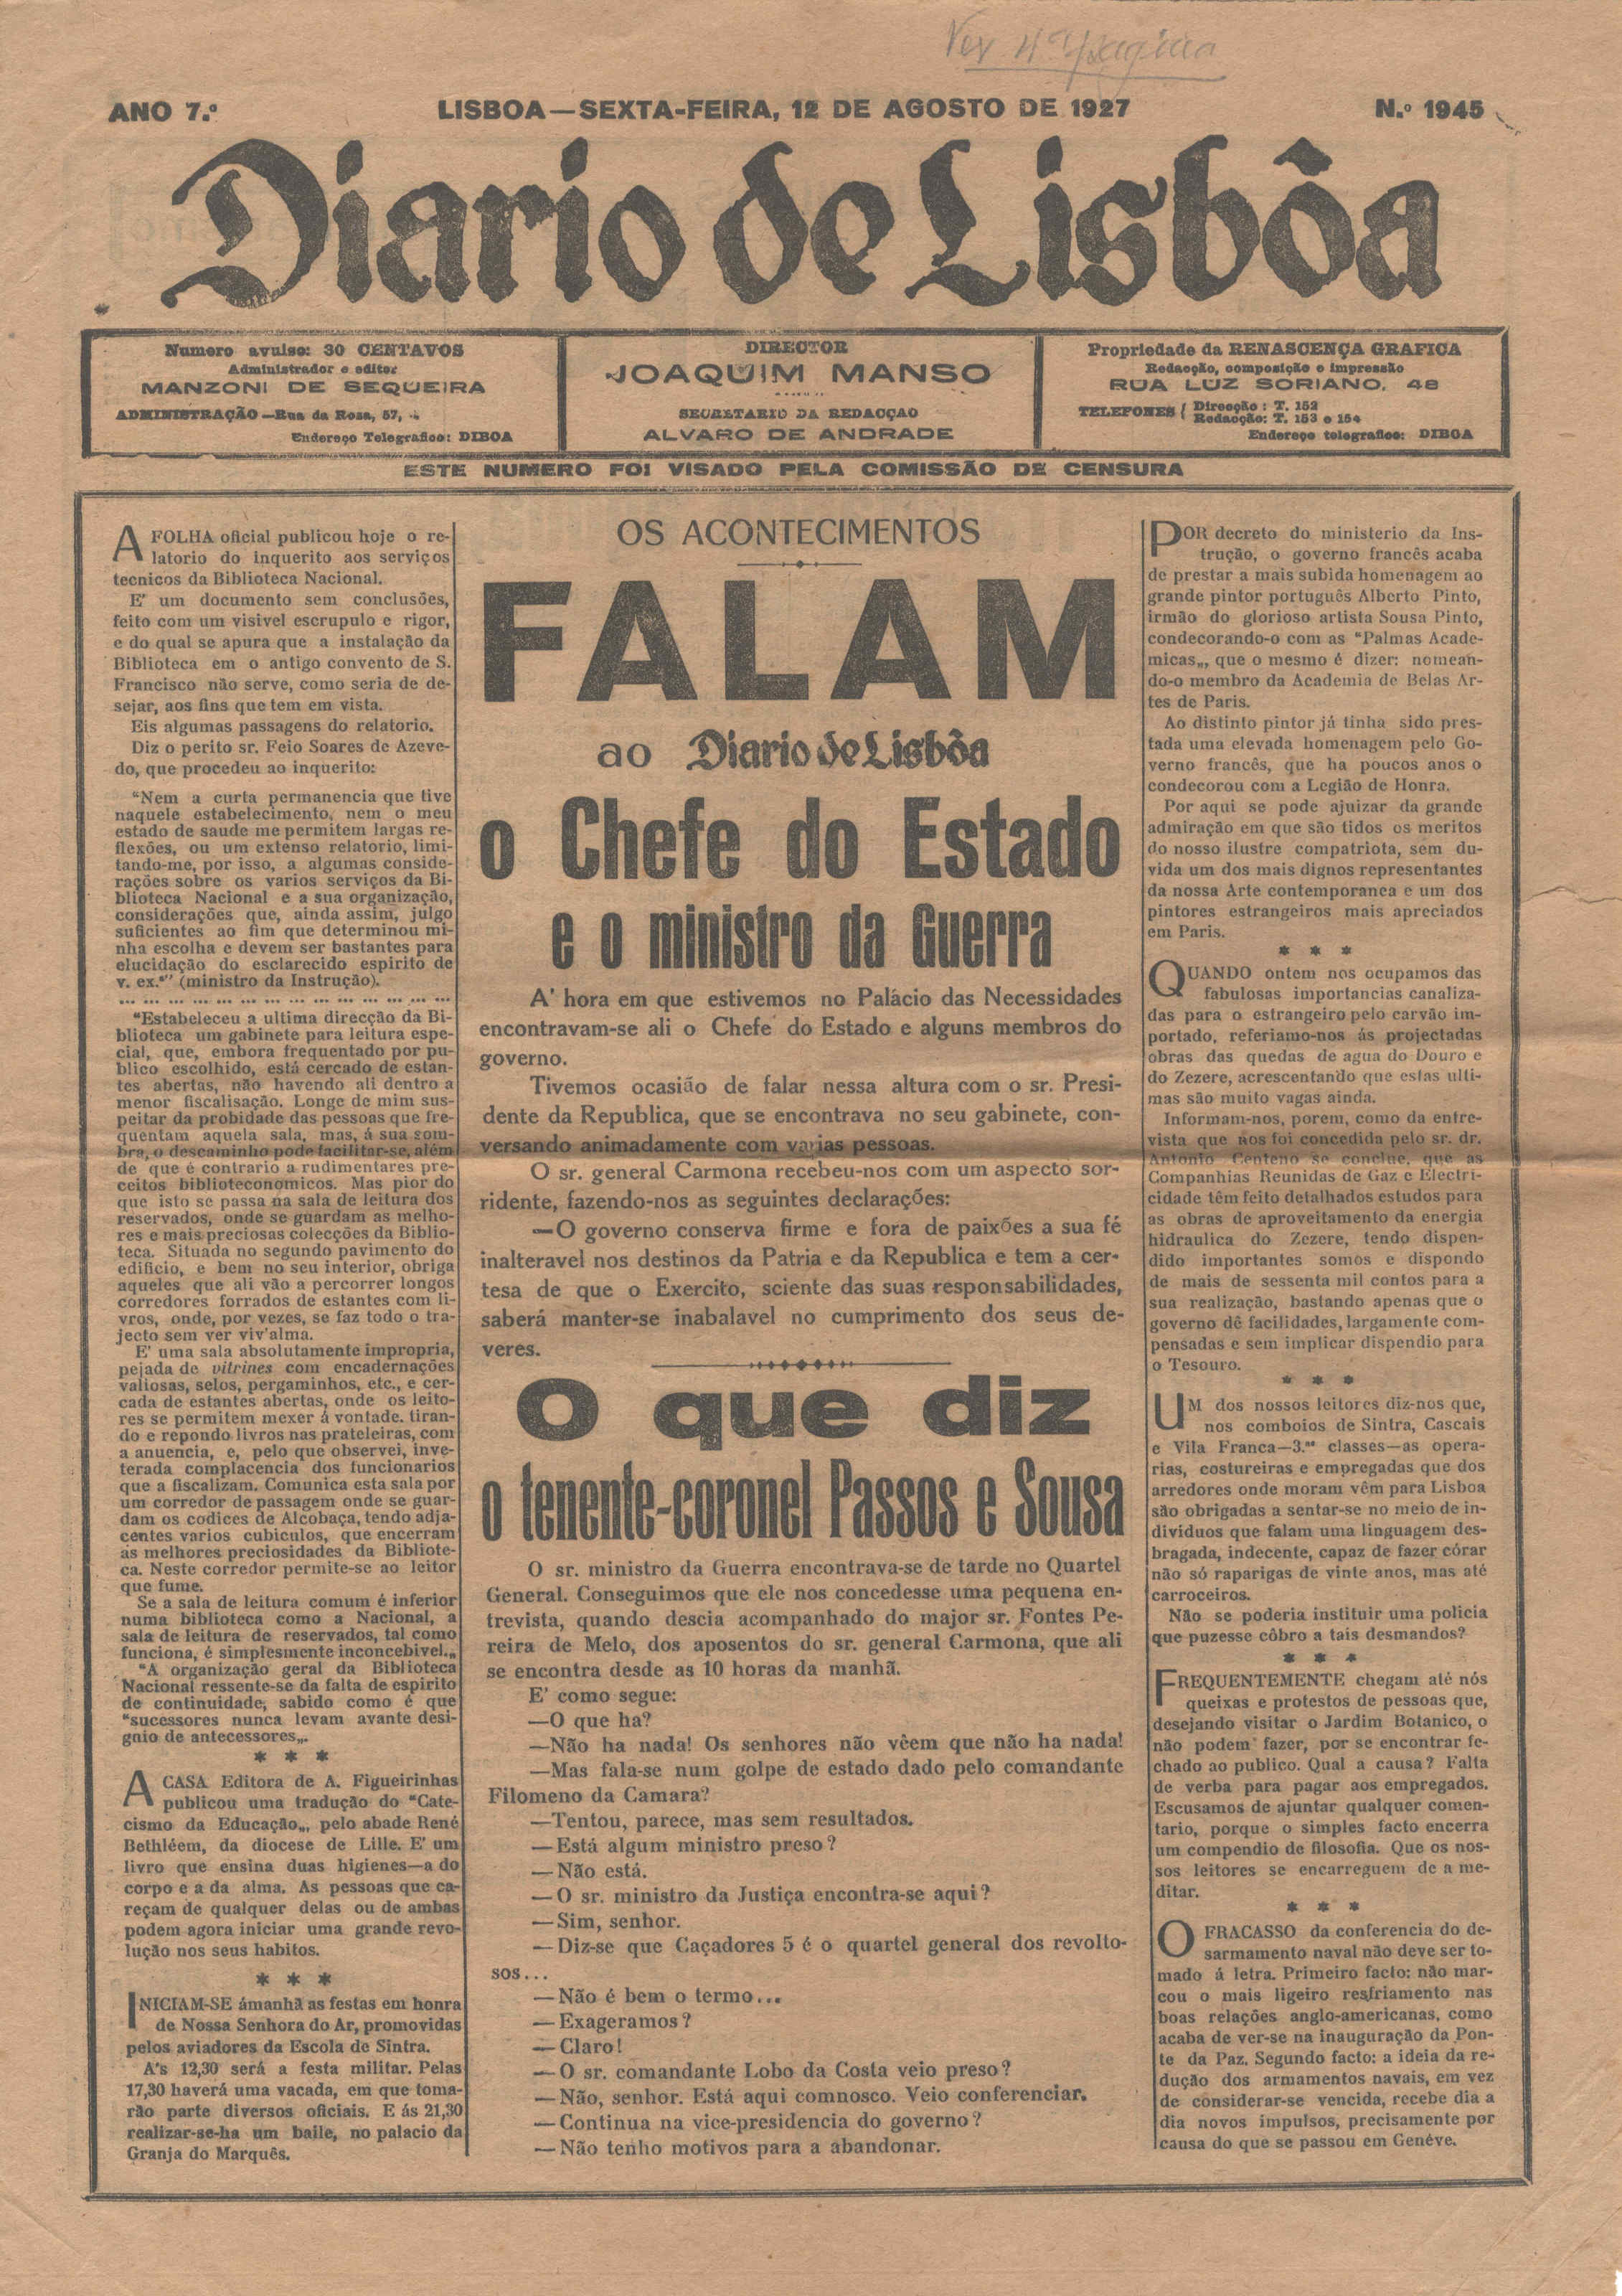 Ver 4ª pagina
ANO 7.º
LISBOA—SEXTA-FEIRA, 12 DE AGOSTO DE 1927
N.º 1945
Diario de Lisbôa
Numero avulso: 30 CENTAVOS
Administrador e editor
MANZONI DE SEQUEIRA
ADMINISTRAÇÃO—Rua da Rosa, 57,
Endereço Telegrafico: DIBOA
DIRECTOR
JOAQUIM MANSO
SECRETARIO DA REDACÇAO
ALVARO DE ANDRADE
Propriedade da RENASCENÇA GRAFICA
Redacção, composição e impressão
RUA LUZ SORIANO, 48
TELEFONES { Direcção: T. 152
Redacção: T. 153 e 154
Endereço telegrafico: DIBOA
ESTE NUMERO FOI VISADO PELA COMISSÃO DE CENSURA
A FOLHA oficial publicou hoje o re-
latorio do inquerito aos serviços
tecnicos da Biblioteca Nacional.
E' um documento sem conclusões,
feito com um visivel escrupulo e rigor,
e do qual se apura que a instalação da
Biblioteca em o antigo convento de S.
Francisco não serve, como seria de de-
sejar, aos fins que tem em vista.
Eis algumas passagens do relatorio.
Diz o perito sr. Feio Soares de Azeve-
do, que procedeu ao inquerito:
“Nem a curta permanencia que tive
naquele estabelecimento, nem o meu
estado de saude me permitem largas re-
flexões, ou um extenso relatorio, limi-
tando-me, por isso, a algumas conside-
rações sobre os varios serviços da Bi-
blioteca Nacional e a sua organização,
considerações que, ainda assim, julgo
suficientes ao fim que determinou mi-
nha escolha e devem ser bastantes para
elucidação do esclarecido espirito de
v. ex.ª” (ministro da Instrução).
... ... ... ... ... ... ... ... ... ... ... ... ... ...
“Estabeleceu a ultima direcção da Bi-
blioteca um gabinete para leitura espe-
cial, que, embora frequentado por pu-
blico escolhido, está cercado de estan-
tes abertas, não havendo ali dentro a
menor fiscalisação. Longe de mim sus-
peitar da probidade das pessoas que fre-
quentam aquela sala, mas, á sua som-
bra, o descaminho pode facilitar-se, além
de que é contrario a rudimentares pre-
ceitos biblioteconomicos. Mas pior do
que isto se passa na sala de leitura dos
reservados, onde se guardam as melho-
res e mais preciosas colecções da Biblio-
teca. Situada no segundo pavimento do
edificio, e bem no seu interior, obriga
aqueles que ali vão a percorrer longos
corredores forrados de estantes com li-
vros, onde, por vezes, se faz todo o tra-
jecto sem ver viv'alma.
E' uma sala absolutamente impropria,
pejada de vitrines com encadernações
valiosas, selos, pergaminhos, etc., e cer-
cada de estantes abertas, onde os leito-
res se permitem mexer á vontade, tiran-
do e repondo livros nas prateleiras, com
a anuencia, e, pelo que observei, inve-
terada complacencia dos funcionarios
que a fiscalizam. Comunica esta sala por
um corredor de passagem onde se guar-
dam os codices de Alcobaça, tendo adja-
centes varios cubiculos, que encerram
as melhores preciosidades da Bibliote-
ca. Neste corredor permite-se ao leitor
que fume.
Se a sala de leitura comum é inferior
numa biblioteca como a Nacional, a
sala de leitura de reservados, tal como
funciona, é simplesmente inconcebivel.„
“A organização geral da Biblioteca
Nacional ressente-se da falta de espirito
de continuidade, sabido como é que
“sucessores nunca levam avante desi-
gnio de antecessores„.
* * *
A CASA Editora de A. Figueirinhas
publicou uma tradução do “Cate-
cismo da Educação„, pelo abade René
Bethléem, da diocese de Lille. E' um
livro que ensina duas higienes—a do
corpo e a da alma. As pessoas que ca-
reçam de qualquer delas ou de ambas
podem agora iniciar uma grande revo-
lução nos seus habitos.
* * *
INICIAM-SE ámanhã as festas em honra
de Nossa Senhora do Ar, promovidas
pelos aviadores da Escola de Sintra.
A's 12,30 será a festa militar. Pelas
17,30 haverá uma vacada, em que toma-
rão parte diversos oficiais. E ás 21,30
realizar-se-ha um baile, no palacio da
Granja do Marquês.
OS ACONTECIMENTOS
FALAM
ao Diario de Lisbôa
o Chefe do Estado
e o ministro da Guerra
A' hora em que estivemos no Palácio das Necessidades
encontravam-se ali o Chefe do Estado e alguns membros do
governo.
Tivemos ocasião de falar nessa altura com o sr. Presi-
dente da Republica, que se encontrava no seu gabinete, con-
versando animadamente com varias pessoas.
O sr. general Carmona recebeu-nos com um aspecto sor-
ridente, fazendo-nos as seguintes declarações:
—O governo conserva firme e fora de paixões a sua fé
inalteravel nos destinos da Patria e da Republica e tem a cer-
tesa de que o Exercito, sciente das suas responsabilidades,
saberá manter-se inabalavel no cumprimento dos seus de-
veres.
O que diz
o tenente-coronel Passos e Sousa
O sr. ministro da Guerra encontrava-se de tarde no Quartel
General. Conseguimos que ele nos concedesse uma pequena en-
trevista, quando descia acompanhado do major sr. Fontes Pe-
reira de Melo, dos aposentos do sr. general Carmona, que ali
se encontra desde as 10 horas da manhã.
E' como segue:
—O que ha?
—Não ha nada! Os senhores não vêem que não ha nada!
—Mas fala-se num golpe de estado dado pelo comandante
Filomeno da Camara?
—Tentou, parece, mas sem resultados.
—Está algum ministro preso?
—Não está.
—O sr. ministro da Justiça encontra-se aqui?
—Sim, senhor.
—Diz-se que Caçadores 5 é o quartel general dos revolto-
sos...
—Não é bem o termo...
—Exageramos?
—Claro!
—O sr. comandante Lobo da Costa veio preso?
—Não, senhor. Está aqui comnosco. Veio conferenciar.
—Continua na vice-presidencia do governo?
—Não tenho motivos para a abandonar.
POR decreto do ministerio da Ins-
trução, o governo francês acaba
de prestar a mais subida homenagem ao
grande pintor português Alberto Pinto,
irmão do glorioso artista Sousa Pinto,
condecorando-o com as “Palmas Acade-
micas„, que o mesmo é dizer: nomean-
do-o membro da Academia de Belas Ar-
tes de Paris.
Ao distinto pintor já tinha sido pres-
tada uma elevada homenagem pelo Go-
verno francês, que ha poucos anos o
condecorou com a Legião de Honra.
Por aqui se pode ajuizar da grande
admiração em que são tidos os meritos
do nosso ilustre compatriota, sem du-
vida um dos mais dignos representantes
da nossa Arte contemporanea e um dos
pintores estrangeiros mais apreciados
em Paris.
* * *
QUANDO ontem nos ocupamos das
fabulosas importancias canaliza-
das para o estrangeiro pelo carvão im-
portado, referiamo-nos ás projectadas
obras das quedas de agua do Douro e
do Zezere, acrescentando que estas ulti-
mas são muito vagas ainda.
Informam-nos, porem, como da entre-
vista que nos foi concedida pelo sr. dr.
Antonio Centeno se conclue, que as
Companhias Reunidas de Gaz e Electri-
cidade têm feito detalhados estudos para
as obras de aproveitamento da energia
hidraulica do Zezere, tendo dispen-
dido importantes somos e dispondo
de mais de sessenta mil contos para a
sua realização, bastando apenas que o
governo dê facilidades, largamente com-
pensadas e sem implicar dispendio para
o Tesouro.
* * *
UM dos nossos leitores diz-nos que,
nos comboios de Sintra, Cascais
e Vila Franca—3.ªˢ classes—as opera-
rias, costureiras e empregadas que dos
arredores onde moram vêm para Lisboa
são obrigadas a sentar-se no meio de in-
dividuos que falam uma linguagem des-
bragada, indecente, capaz de fazer córar
não só raparigas de vinte anos, mas até
carroceiros.
Não se poderia instituir uma policia
que puzesse côbro a tais desmandos?
* * *
FREQUENTEMENTE chegam até nós
queixas e protestos de pessoas que,
desejando visitar o Jardim Botanico, o
não podem fazer, por se encontrar fe-
chado ao publico. Qual a causa? Falta
de verba para pagar aos empregados.
Escusamos de ajuntar qualquer comen-
tario, porque o simples facto encerra
um compendio de filosofia. Que os nos-
sos leitores se encarreguem de a me-
ditar.
* * *
O FRACASSO da conferencia do de-
sarmamento naval não deve ser to-
mado á letra. Primeiro facto: não mar-
cou o mais ligeiro resfriamento nas
boas relações anglo-americanas, como
acaba de ver-se na inauguração da Pon-
te da Paz. Segundo facto: a ideia da re-
dução dos armamentos navais, em vez
de considerar-se vencida, recebe dia a
dia novos impulsos, precisamente por
causa do que se passou em Genéve.